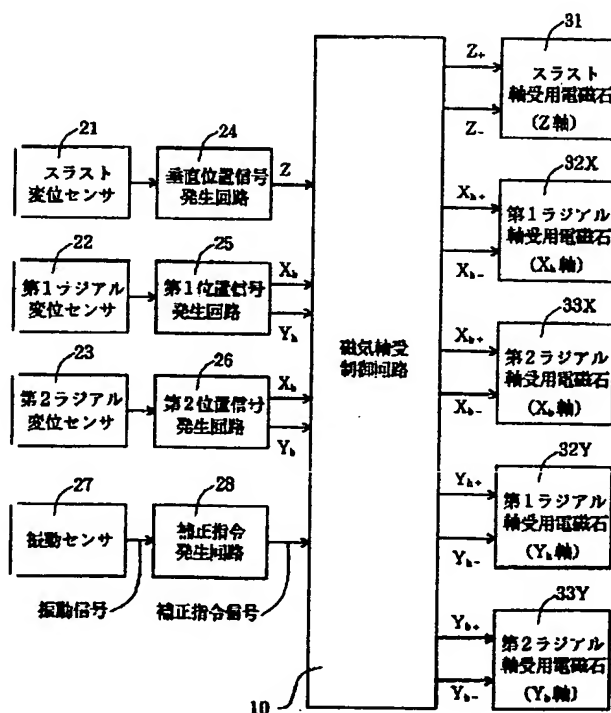 31
Z+
スラスト
軸受用電磁石
(Z軸)
Z-
21
24
スラスト
変位センサ
垂直位置信号
発生回路
Z
32X
Xh+
第1ラジアル
軸受用電磁石
(Xh軸)
Xh-
22
25
第1ラジアル
変位センサ
第1位置信号
発生回路
Xh
Yh
磁気軸受
制御回路
33X
Xb+
第2ラジアル
軸受用電磁石
(Xb軸)
Xb-
23
26
第2ラジアル
変位センサ
第2位置信号
発生回路
Xb
Yb
32Y
Yh+
第1ラジアル
軸受用電磁石
(Yh軸)
Yh-
27
28
振動センサ
補正指令
発生回路
振動信号
補正指令信号
33Y
Yb+
第2ラジアル
軸受用電磁石
(Yb軸)
Yb-
10